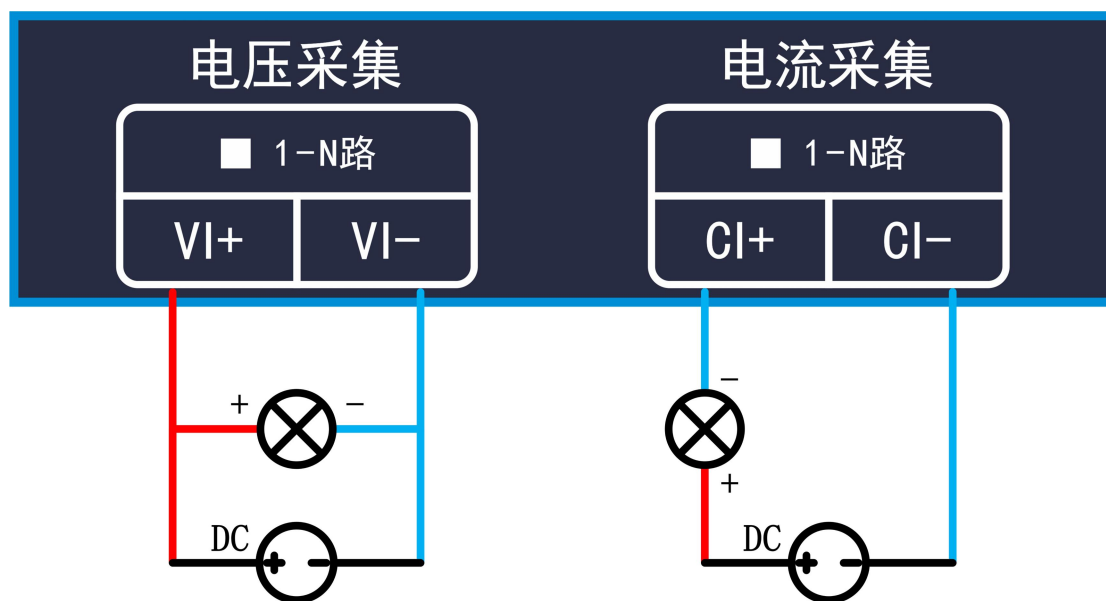 电压采集
■ 1-N路
VI+ VI-
+ -
DC
+ -
电流采集
■ 1-N路
CI+ CI-
-
+
DC
+ -